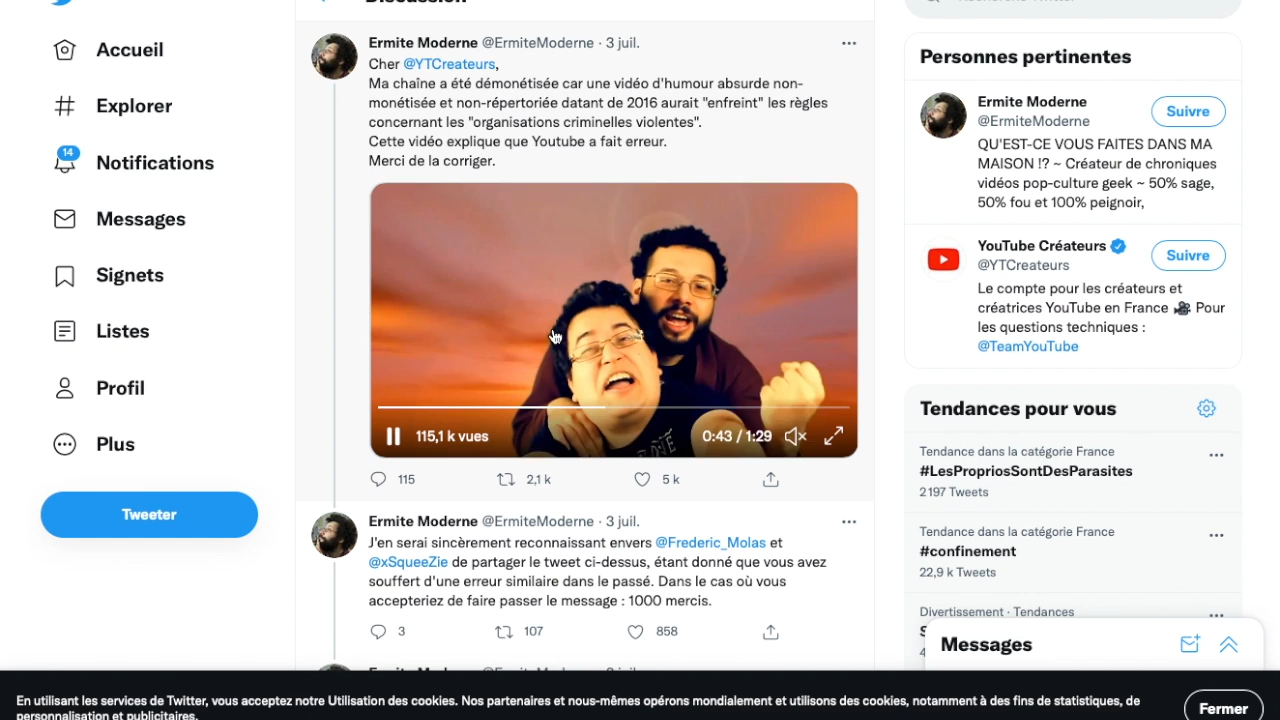 Discussion
Accueil
Explorer
14
Notifications
Messages
Signets
Listes
Profil
Plus
Tweeter
Ermite Moderne @ErmiteModerne · 3 juil.
Cher @YTCreateurs,
Ma chaîne a été démonétisée car une vidéo d'humour absurde non-
monétisée et non-répertoriée datant de 2016 aurait "enfreint" les règles
concernant les "organisations criminelles violentes".
Cette vidéo explique que Youtube a fait erreur.
Merci de la corriger.
115,1 k vues
0:43 / 1:29
115
2,1 k
5 k
Ermite Moderne @ErmiteModerne · 3 juil.
J'en serai sincèrement reconnaissant envers @Frederic_Molas et
@xSqueeZie de partager le tweet ci-dessus, étant donné que vous avez
souffert d'une erreur similaire dans le passé. Dans le cas où vous
accepteriez de faire passer le message : 1000 mercis.
3
107
858
Personnes pertinentes
Ermite Moderne
@ErmiteModerne
Suivre
QU'EST-CE VOUS FAITES DANS MA
MAISON !? ~ Créateur de chroniques
vidéos pop-culture geek ~ 50% sage,
50% fou et 100% peignoir,
YouTube Créateurs
@YTCreateurs
Suivre
Le compte pour les créateurs et
créatrices YouTube en France 🎥 Pour
les questions techniques :
@TeamYouTube
Tendances pour vous
Tendance dans la catégorie France
#LesPropriosSontDesParasites
2 197 Tweets
Tendance dans la catégorie France
#confinement
22,9 k Tweets
Divertissement · Tendances
Messages
En utilisant les services de Twitter, vous acceptez notre Utilisation des cookies. Nos partenaires et nous-mêmes opérons mondialement et utilisons des cookies, notamment à des fins de statistiques, de
personnalisation et publicitaires.
Fermer